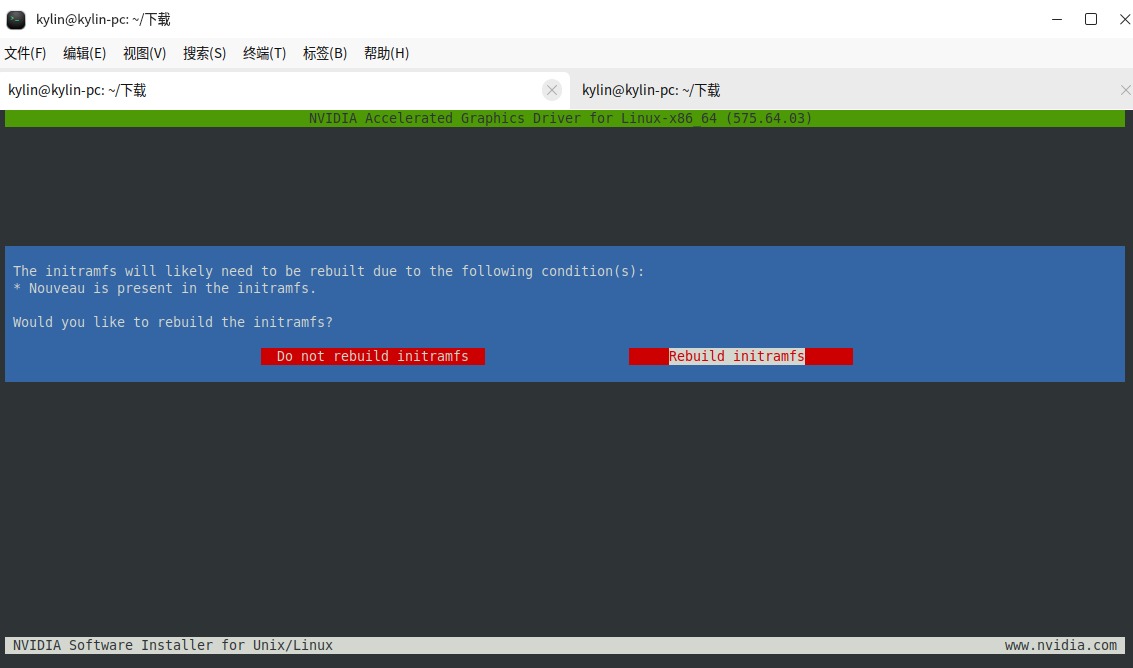 kylin@kylin-pc: ~/下载
文件(F) 编辑(E) 视图(V) 搜索(S) 终端(T) 标签(B) 帮助(H)
kylin@kylin-pc: ~/下载 kylin@kylin-pc: ~/下载
NVIDIA Accelerated Graphics Driver for Linux-x86_64 (575.64.03)
The initramfs will likely need to be rebuilt due to the following condition(s):
* Nouveau is present in the initramfs.
Would you like to rebuild the initramfs?
Do not rebuild initramfs Rebuild initramfs
NVIDIA Software Installer for Unix/Linux www.nvidia.com